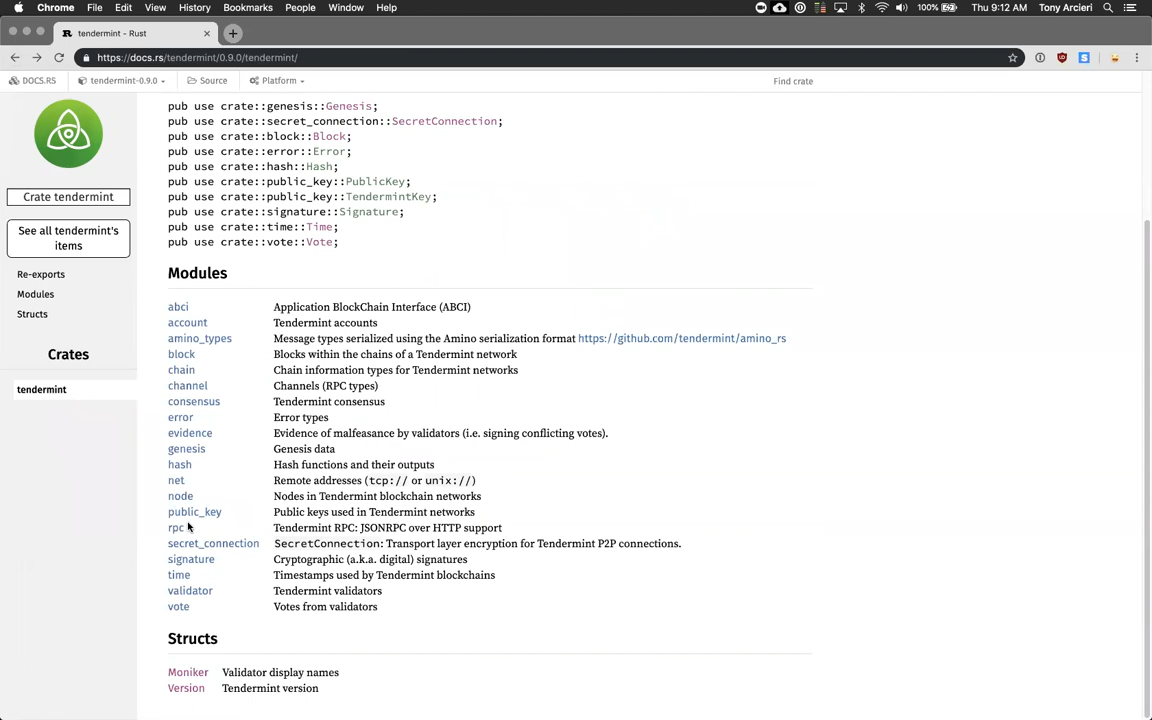 Chrome File Edit View History Bookmarks People Window Help 100% Thu 9:12 AM Tony Arcieri
tendermint - Rust
https://docs.rs/tendermint/0.9.0/tendermint/
DOCS.RS tendermint-0.9.0 Source Platform Find crate
Crate tendermint
See all tendermint's
items
Re-exports
Modules
Structs
Crates
tendermint
pub use crate::genesis::Genesis;
pub use crate::secret_connection::SecretConnection;
pub use crate::block::Block;
pub use crate::error::Error;
pub use crate::hash::Hash;
pub use crate::public_key::PublicKey;
pub use crate::public_key::TendermintKey;
pub use crate::signature::Signature;
pub use crate::time::Time;
pub use crate::vote::Vote;
Modules
abci Application BlockChain Interface (ABCI)
account Tendermint accounts
amino_types Message types serialized using the Amino serialization format https://github.com/tendermint/amino_rs
block Blocks within the chains of a Tendermint network
chain Chain information types for Tendermint networks
channel Channels (RPC types)
consensus Tendermint consensus
error Error types
evidence Evidence of malfeasance by validators (i.e. signing conflicting votes).
genesis Genesis data
hash Hash functions and their outputs
net Remote addresses (tcp:// or unix://)
node Nodes in Tendermint blockchain networks
public_key Public keys used in Tendermint networks
rpc Tendermint RPC: JSONRPC over HTTP support
secret_connection SecretConnection: Transport layer encryption for Tendermint P2P connections.
signature Cryptographic (a.k.a. digital) signatures
time Timestamps used by Tendermint blockchains
validator Tendermint validators
vote Votes from validators
Structs
Moniker Validator display names
Version Tendermint version